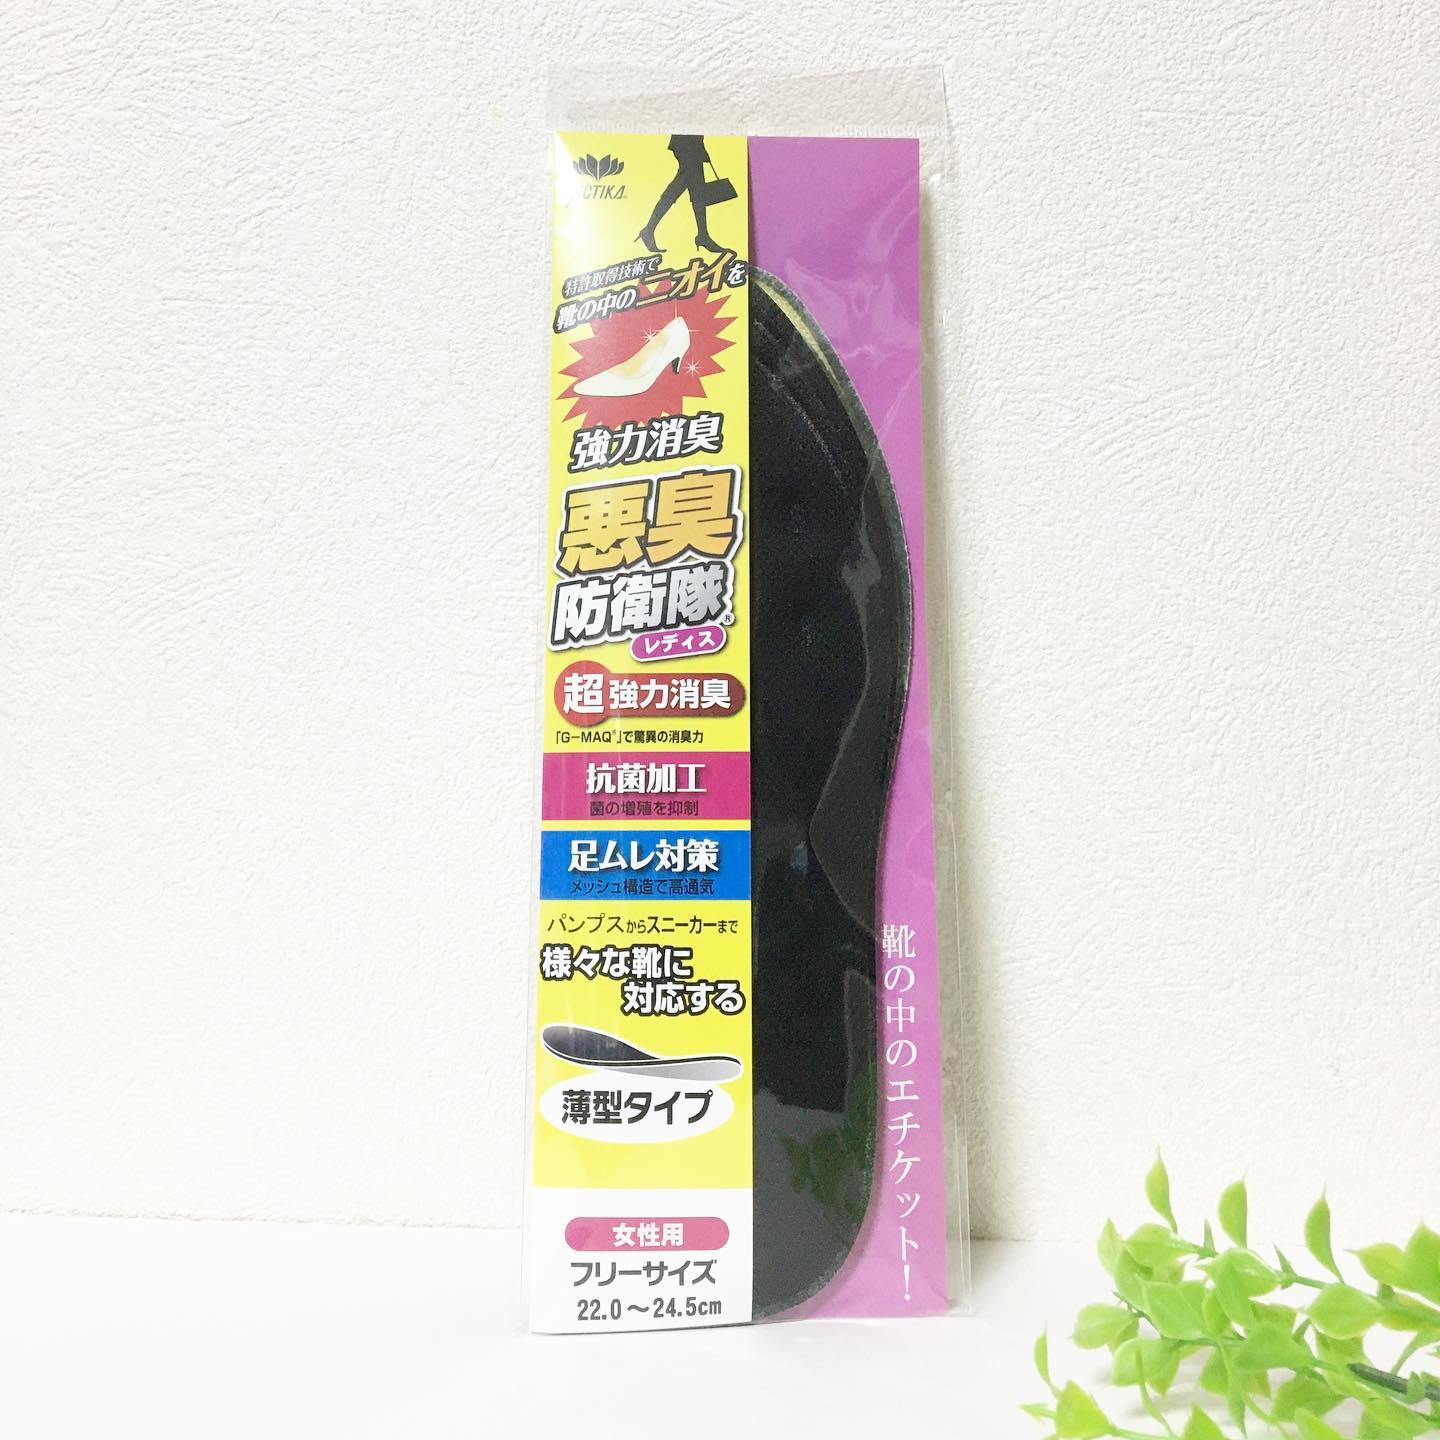 ACTIKA
特許取得技術で
靴の中のニオイを
強力消臭
悪臭
防衛隊®
レディス
超強力消臭
「G-MAQ®」で驚異の消臭力
抗菌加工
菌の増殖を抑制
足ムレ対策
メッシュ構造で高通気
パンプスからスニーカーまで
様々な靴に
対応する
薄型タイプ
女性用
フリーサイズ
22.0～24.5cm
靴の中のエチケット!